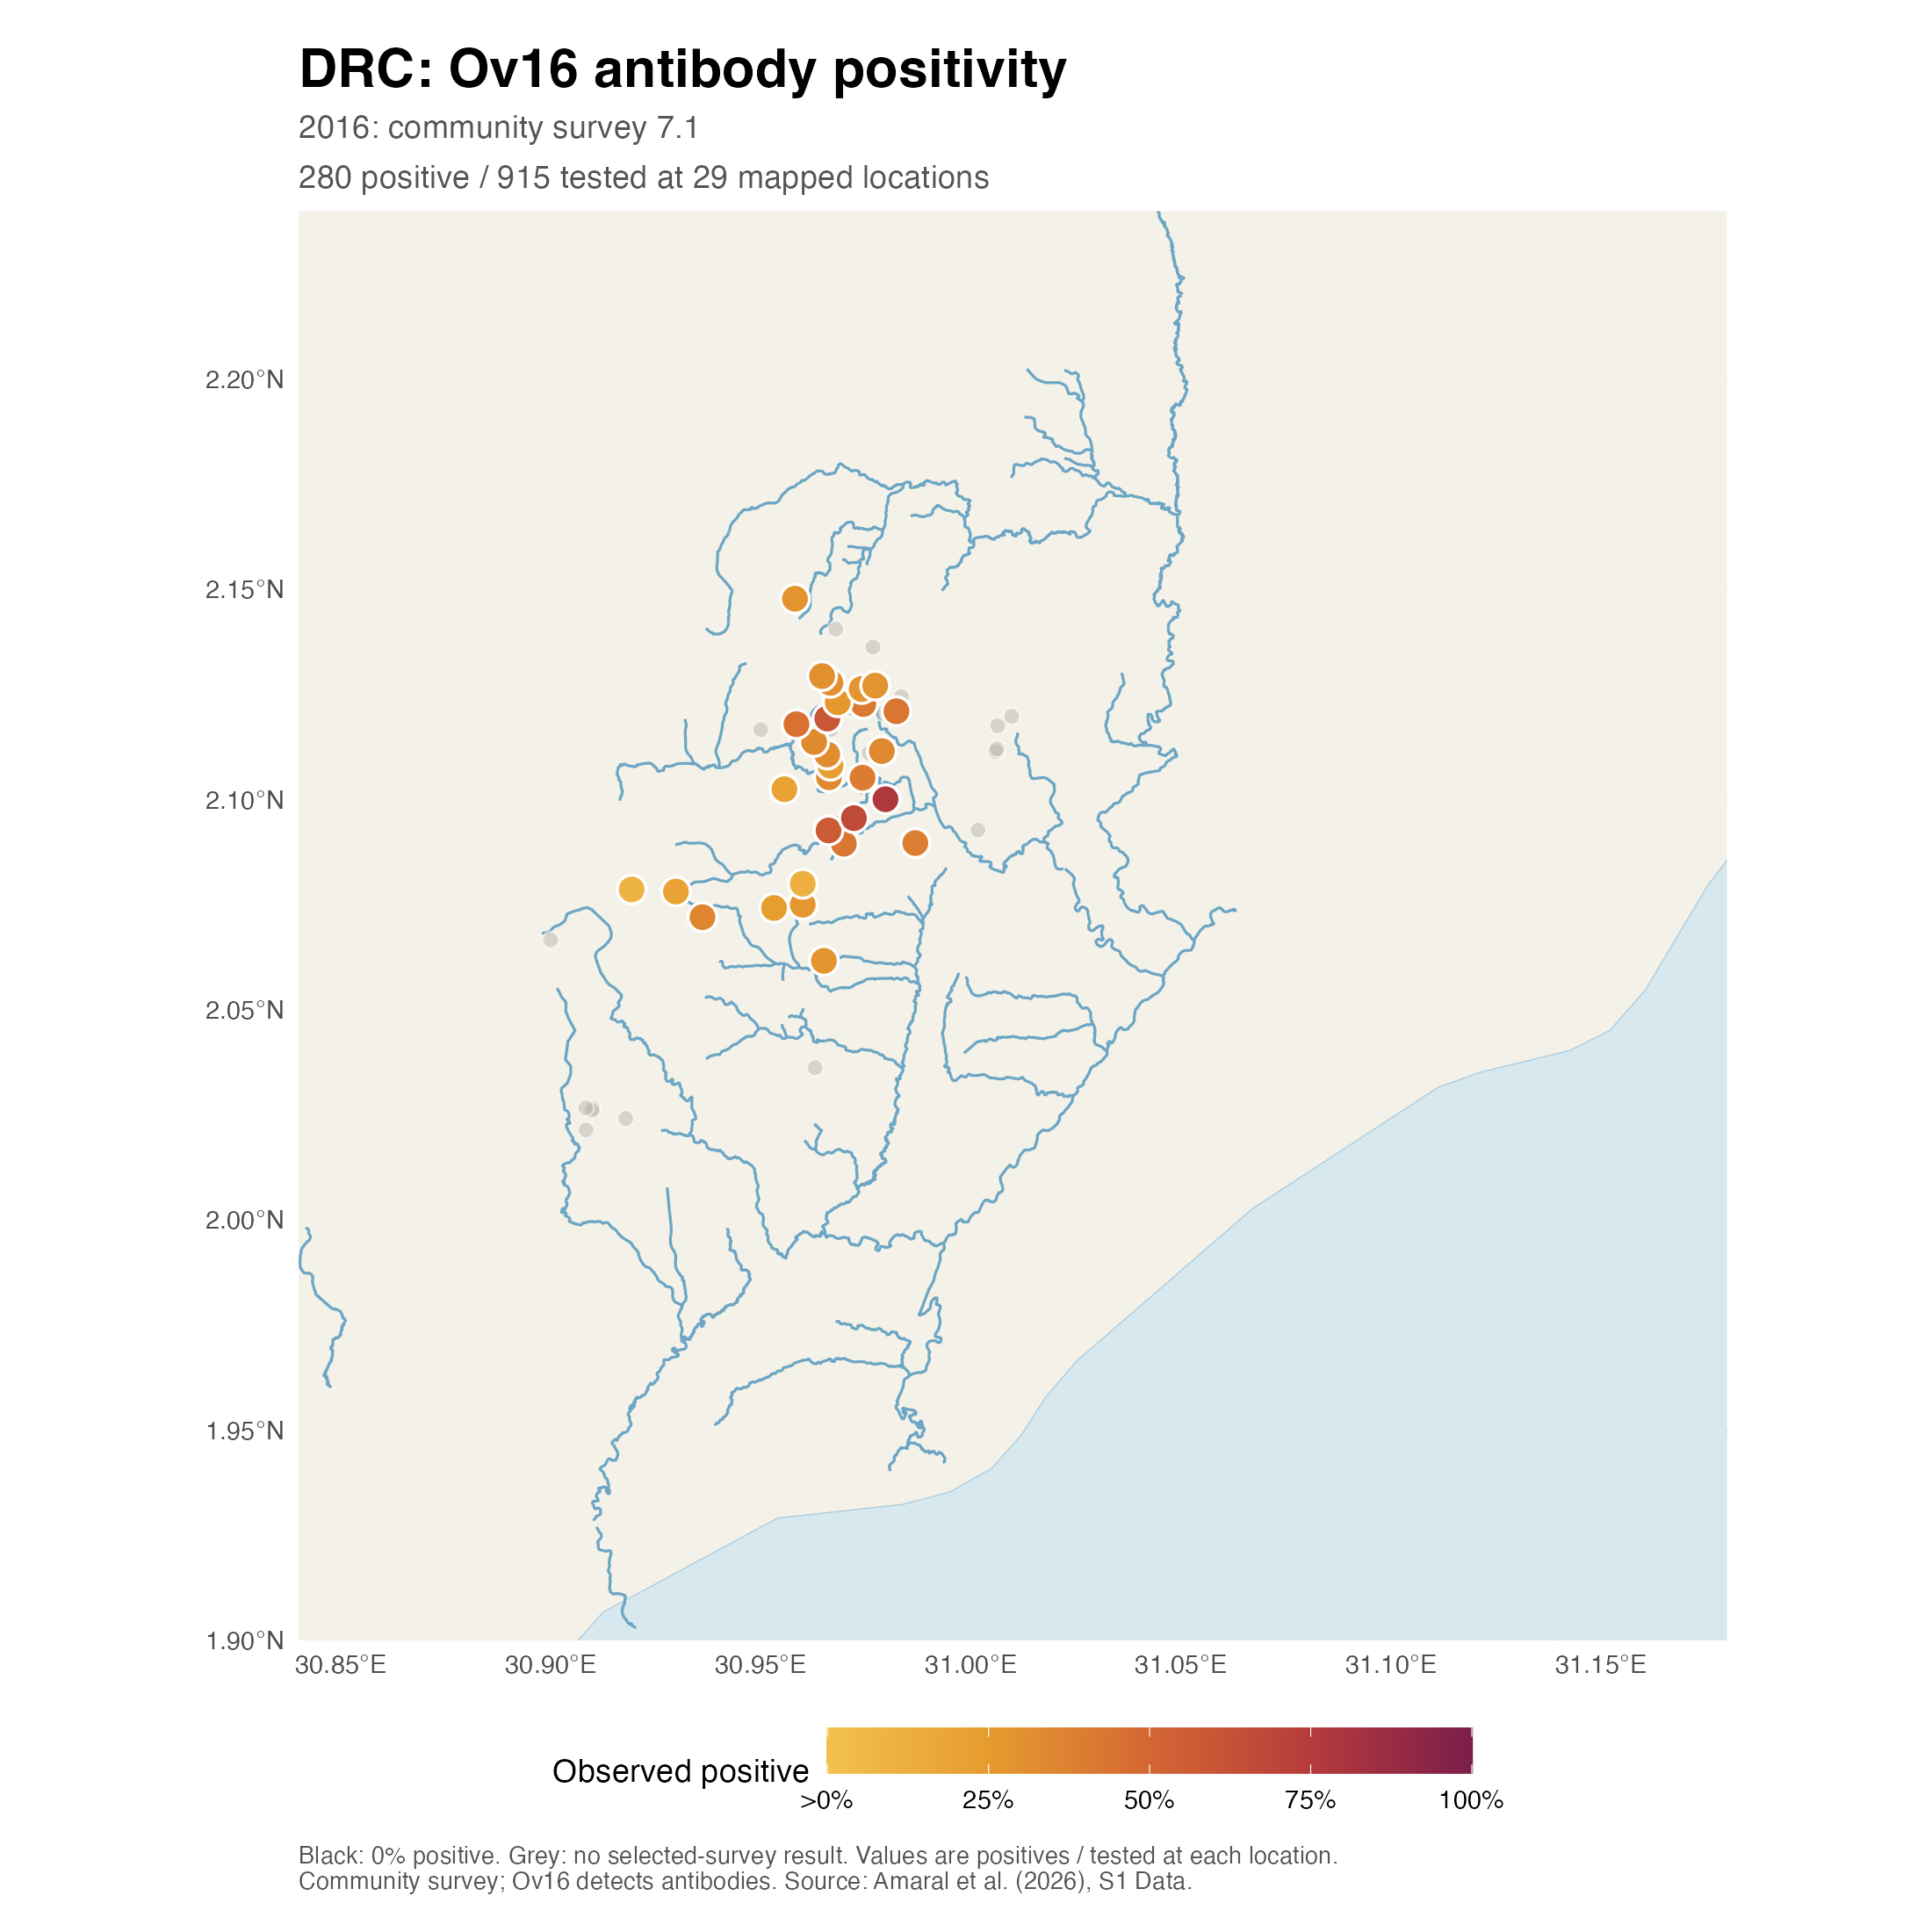 DRC: Ov16 antibody positivity
2016: community survey 7.1
280 positive / 915 tested at 29 mapped locations
2.20°N
2.15°N
2.10°N
2.05°N
2.00°N
1.95°N
1.90°N
30.85°E 30.90°E 30.95°E 31.00°E 31.05°E 31.10°E 31.15°E
Observed positive
>0% 25% 50% 75% 100%
Black: 0% positive. Grey: no selected-survey result. Values are positives / tested at each location.
Community survey; Ov16 detects antibodies. Source: Amaral et al. (2026), S1 Data.